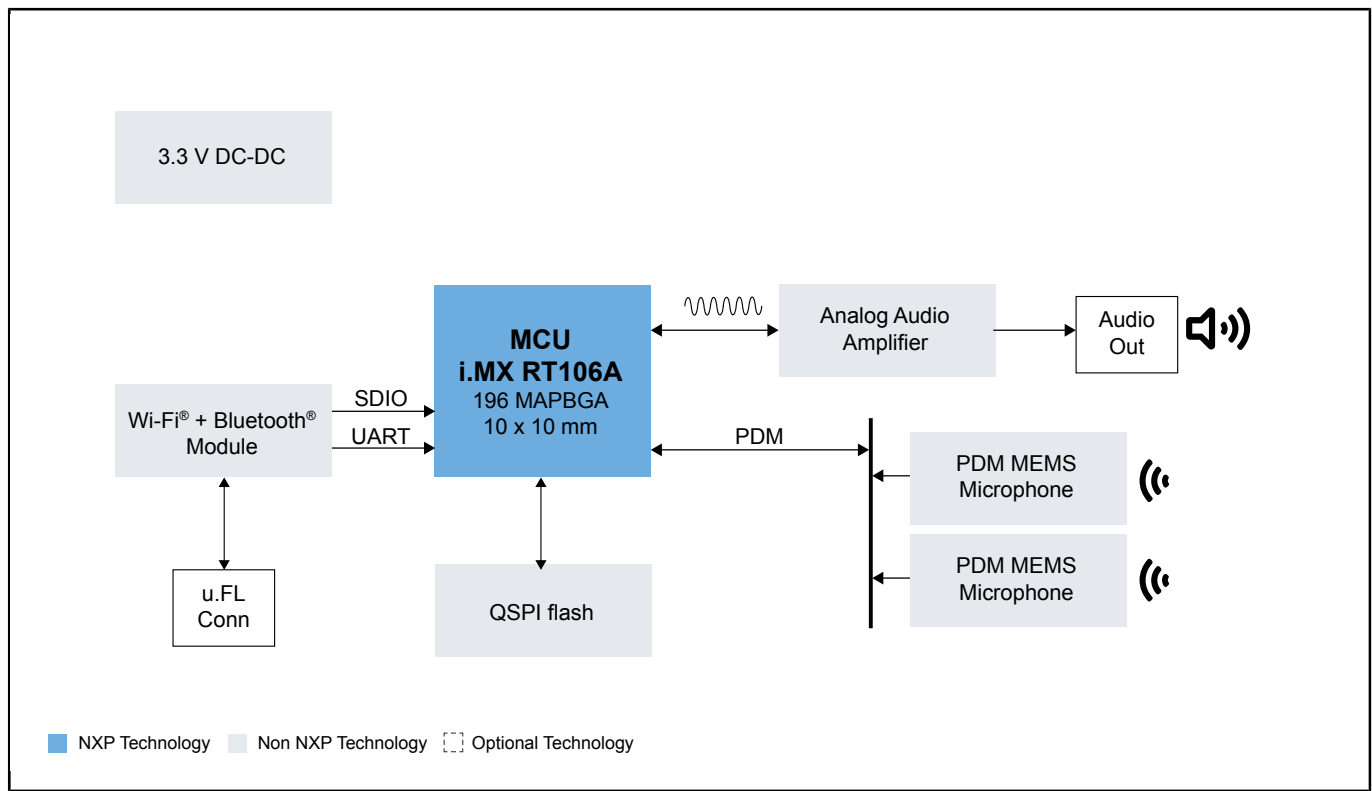 3.3 V DC-DC
MCU
i.MX RT106A
196 MAPBGA
10 x 10 mm
Analog Audio
Amplifier
Audio
Out
Wi-Fi® + Bluetooth®
Module
SDIO
UART
PDM
PDM MEMS
Microphone
PDM MEMS
Microphone
u.FL
Conn
QSPI flash
NXP Technology
Non NXP Technology
Optional Technology